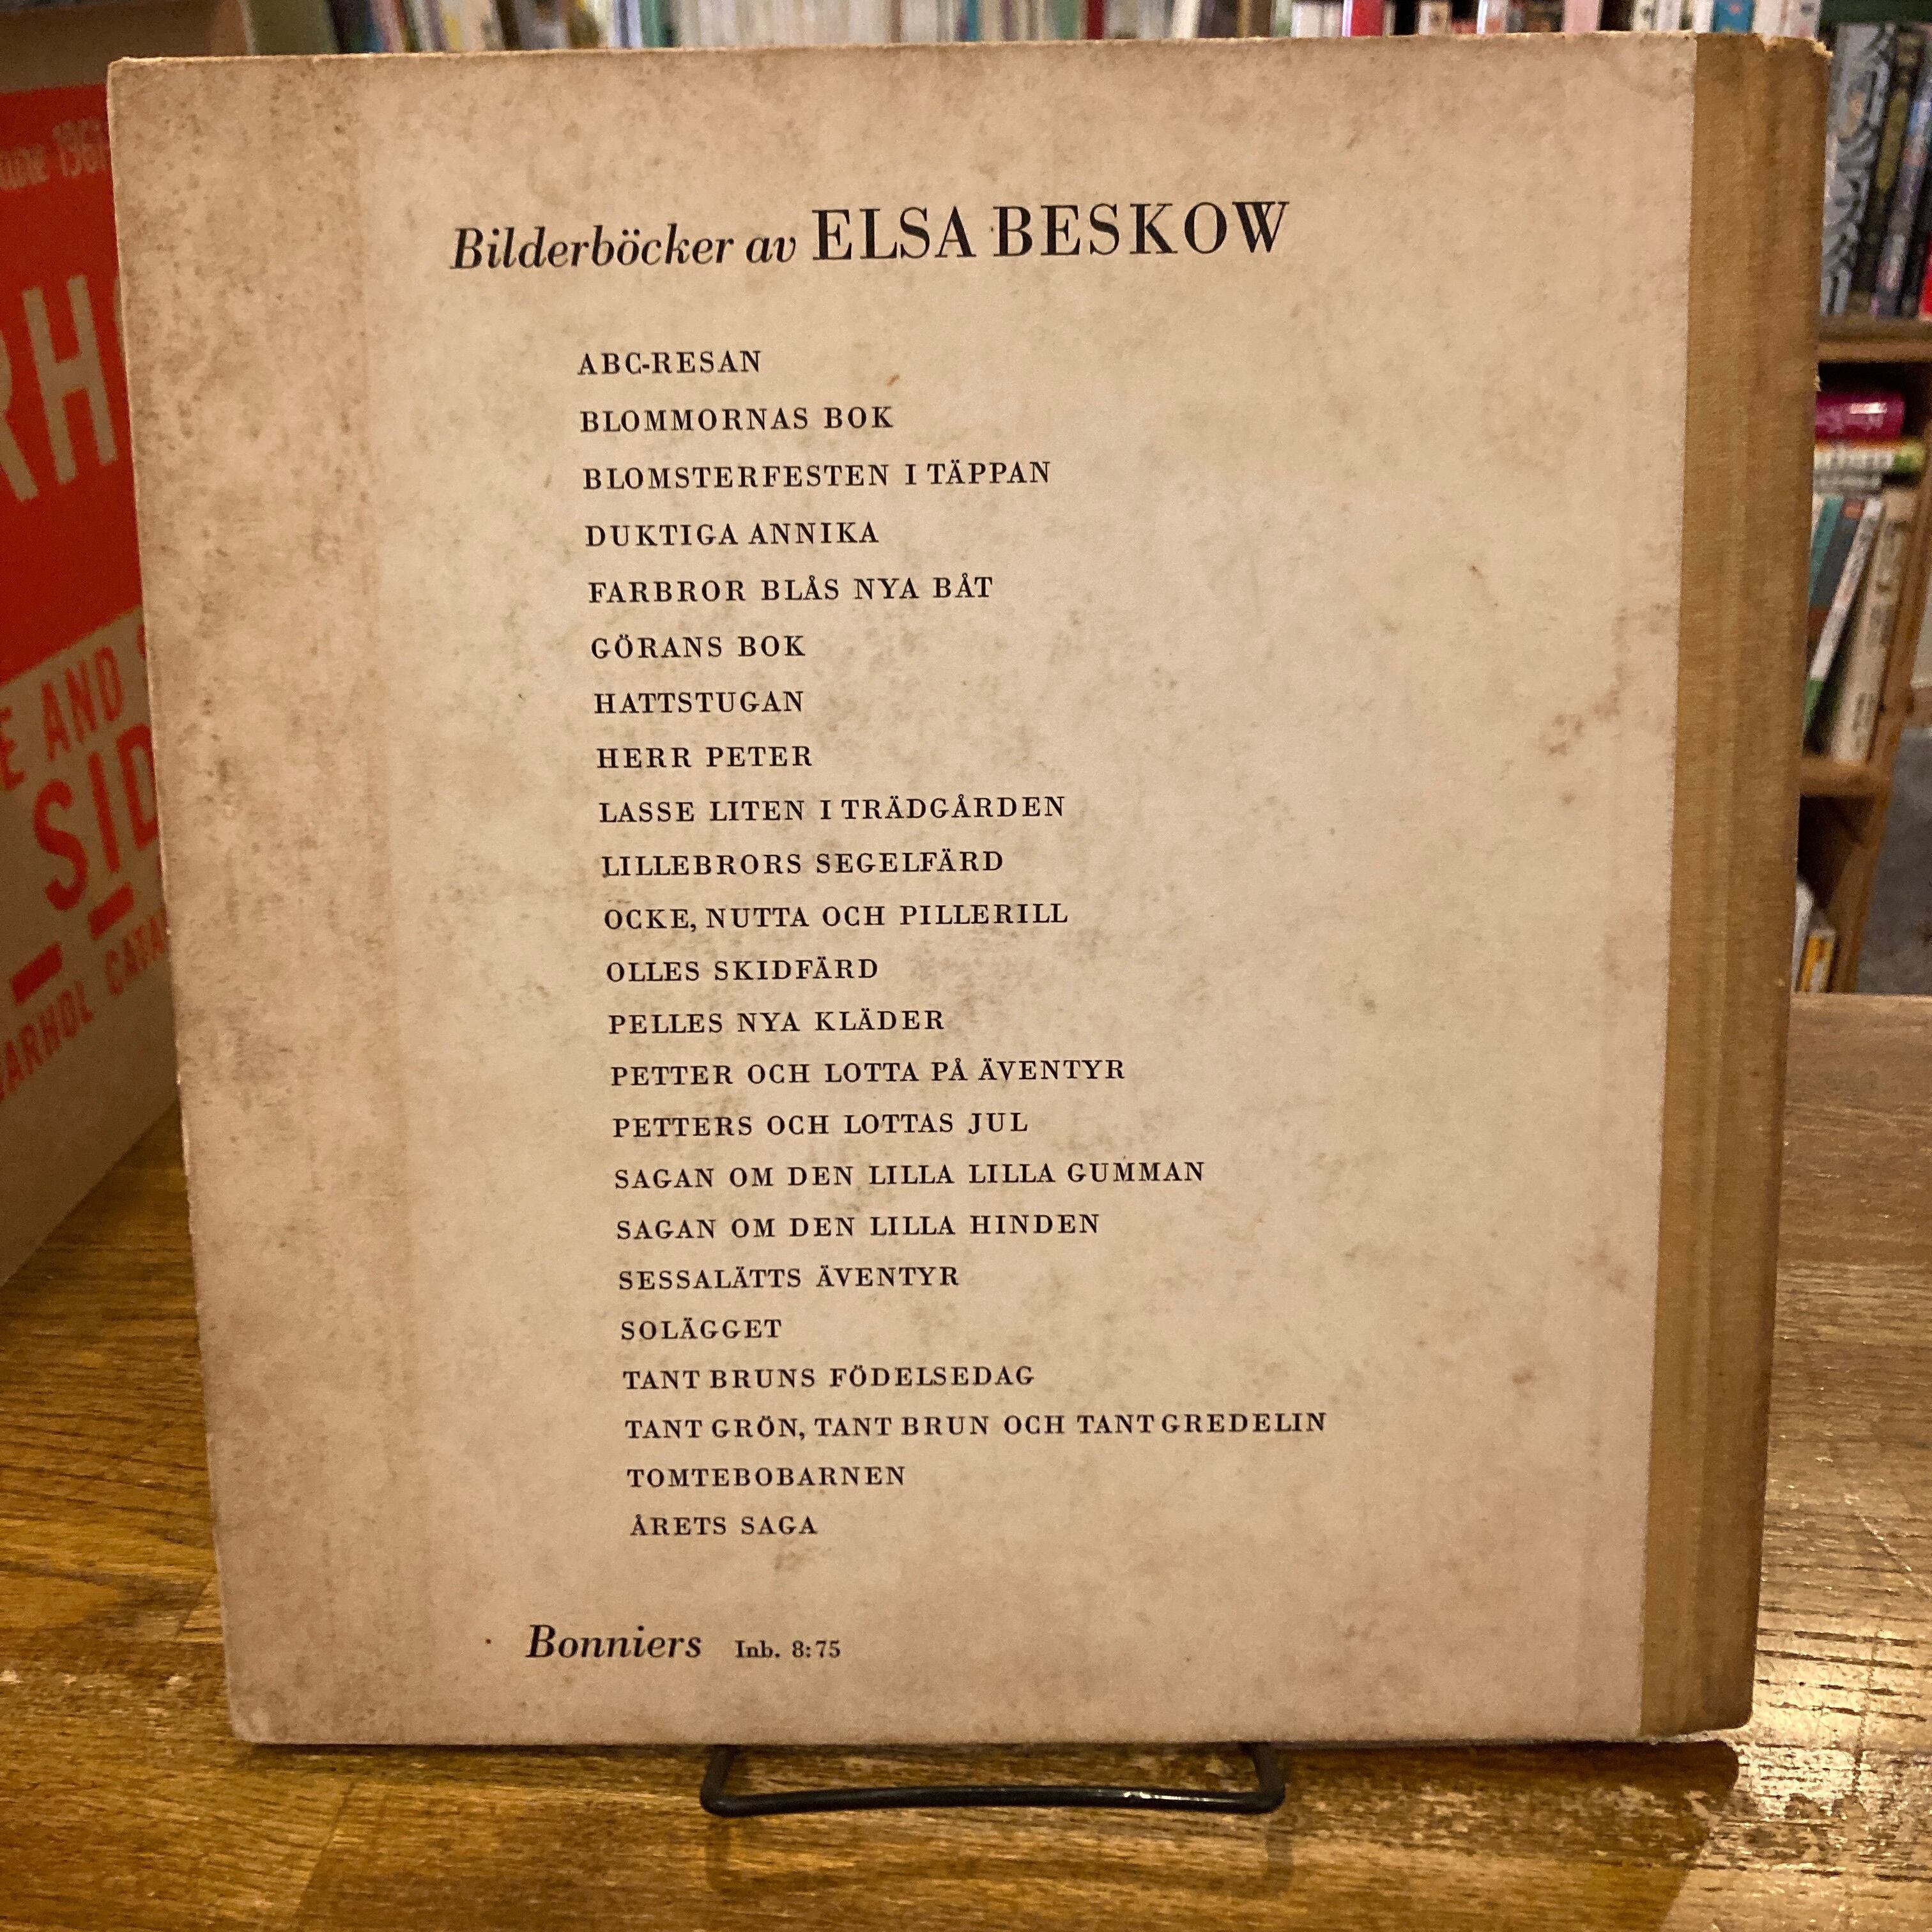 Bilderböcker av ELSA BESKOW
ABC-RESAN
BLOMMORNAS BOK
BLOMSTERFESTEN I TÄPPAN
DUKTIGA ANNIKA
FARBROR BLÅS NYA BÅT
GÖRANS BOK
HATTSTUGAN
HERR PETER
LASSE LITEN I TRÄDGÅRDEN
LILLEBRORS SEGELFÄRD
OCKE, NUTTA OCH PILLERILL
OLLES SKIDFÄRD
PELLES NYA KLÄDER
PETTER OCH LOTTA PÅ ÄVENTYR
PETTERS OCH LOTTAS JUL
SAGAN OM DEN LILLA LILLA GUMMAN
SAGAN OM DEN LILLA HINDEN
SESSALÄTTS ÄVENTYR
SOLÄGGET
TANT BRUNS FÖDELSEDAG
TANT GRÖN, TANT BRUN OCH TANT GREDELIN
TOMTEBOBARNEN
ÅRETS SAGA
Bonniers Inb. 8:75
AND
SID